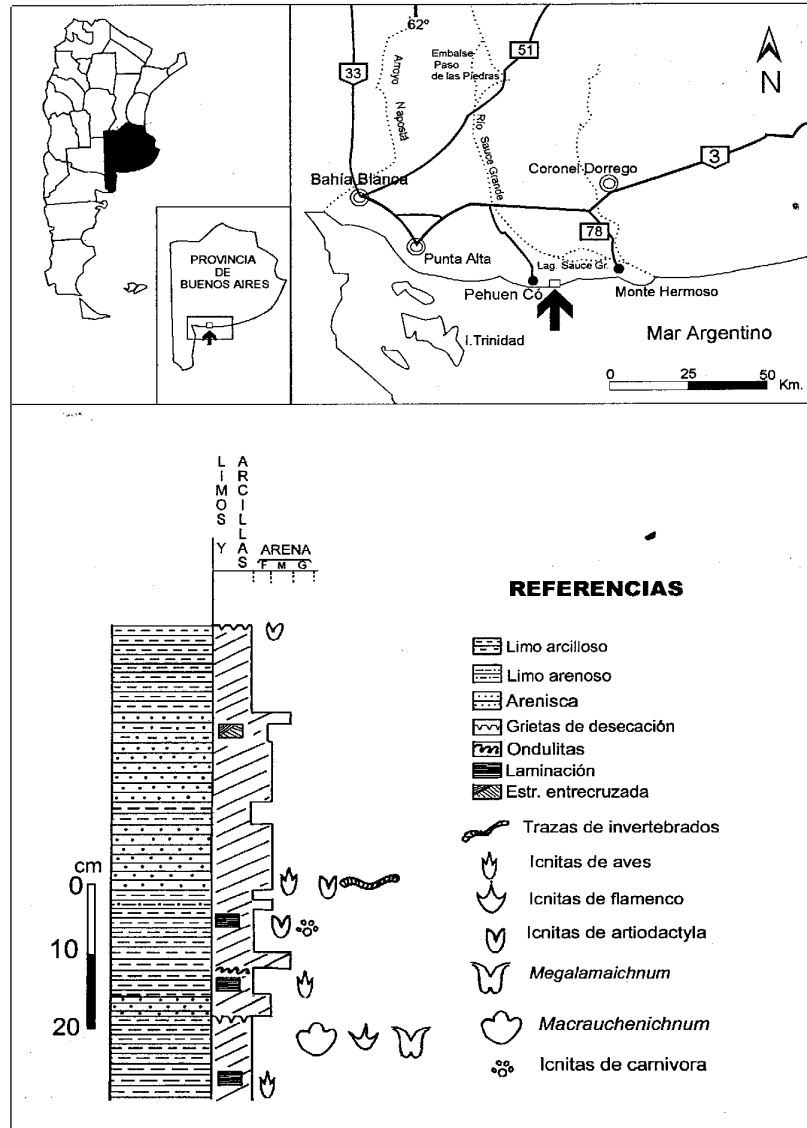 PROVINCIA
DE
BUENOS AIRES
62º
33
51
Embalse
Paso
de las Piedras
Arroyo Napostá
Río Sauce Grande
N
Bahía Blanca
Coronel Dorrego
3
78
Punta Alta
Lag. Sauce Gr.
Pehuen Có
Monte Hermoso
I.Trinidad
Mar Argentino
0 25 50 Km.
LIMOS Y
ARCILLAS
ARENA
F M G
cm
0
10
20
REFERENCIAS
Limo arcilloso
Limo arenoso
Arenisca
Grietas de desecación
Ondulitas
Laminación
Estr. entrecruzada
Trazas de invertebrados
Icnitas de aves
Icnitas de flamenco
Icnitas de artiodactyla
Megalamaichnum
Macrauchenichnum
Icnitas de carnivora